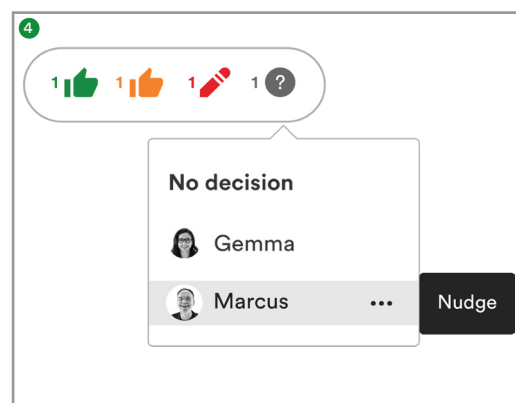 4
1 1 1 1 ?
No decision
Gemma
Marcus ••• Nudge